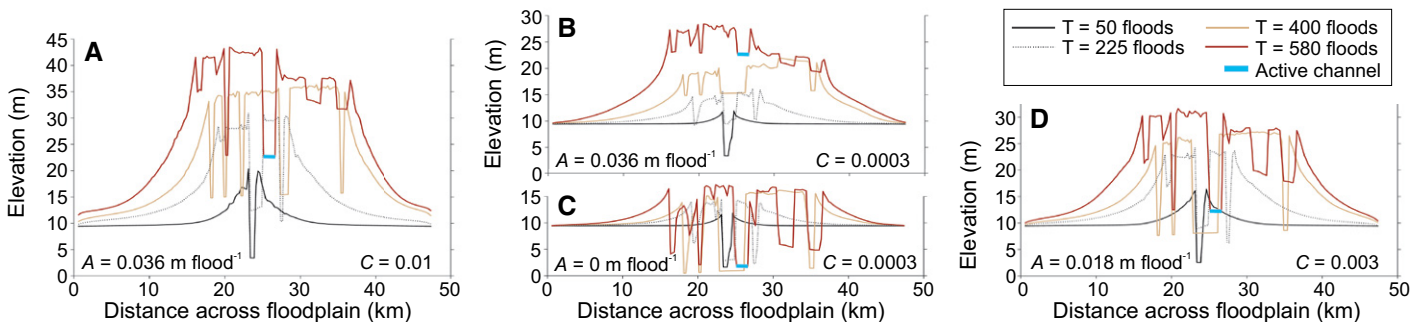 A
45
40
35
30
25
20
15
10
5
0
Elevation (m)
A = 0.036 m flood-1
C = 0.01
0 10 20 30 40 50
Distance across floodplain (km)
B
30
25
20
15
10
5
0
Elevation (m)
A = 0.036 m flood-1
C = 0.0003
C
15
10
5
0
A = 0 m flood-1
C = 0.0003
0 10 20 30 40 50
Distance across floodplain (km)
T = 50 floods
T = 400 floods
T = 225 floods
T = 580 floods
Active channel
D
30
25
20
15
10
5
0
Elevation (m)
A = 0.018 m flood-1
C = 0.003
0 10 20 30 40 50
Distance across floodplain (km)